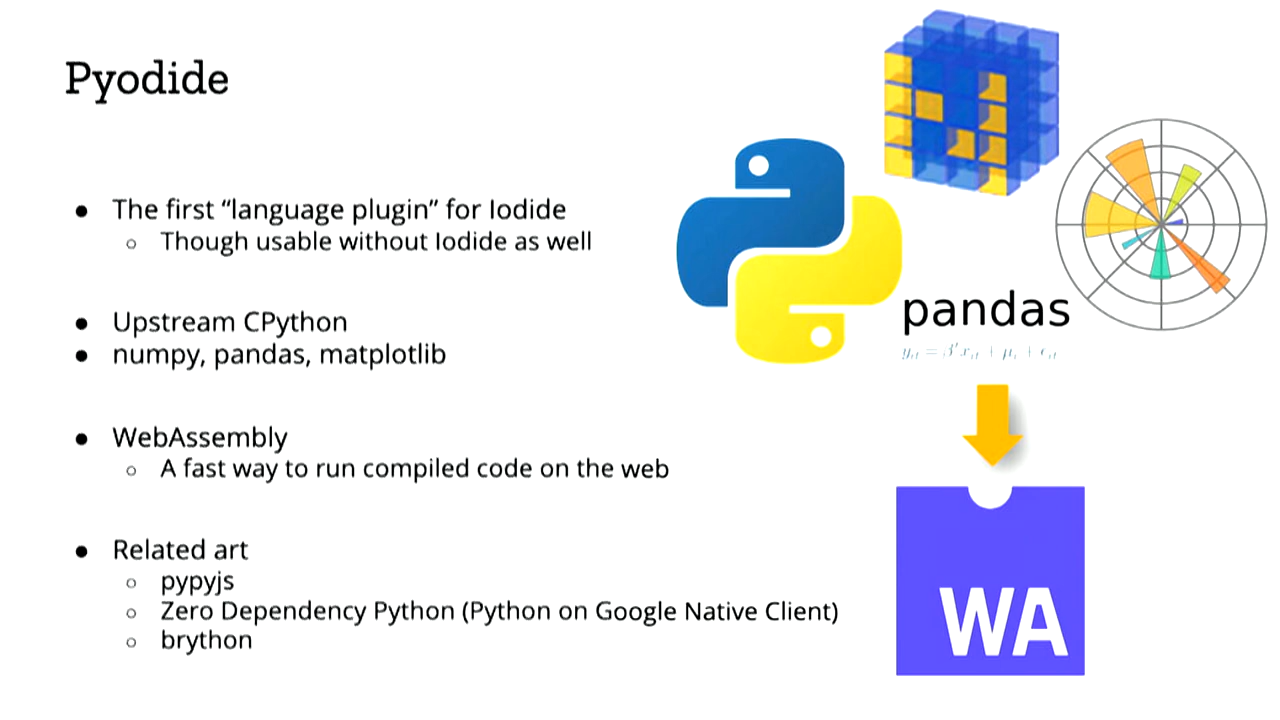 Pyodide
● The first “language plugin” for Iodide
○ Though usable without Iodide as well
● Upstream CPython
● numpy, pandas, matplotlib
● WebAssembly
○ A fast way to run compiled code on the web
● Related art
○ pypyjs
○ Zero Dependency Python (Python on Google Native Client)
○ brython
pandas
WA